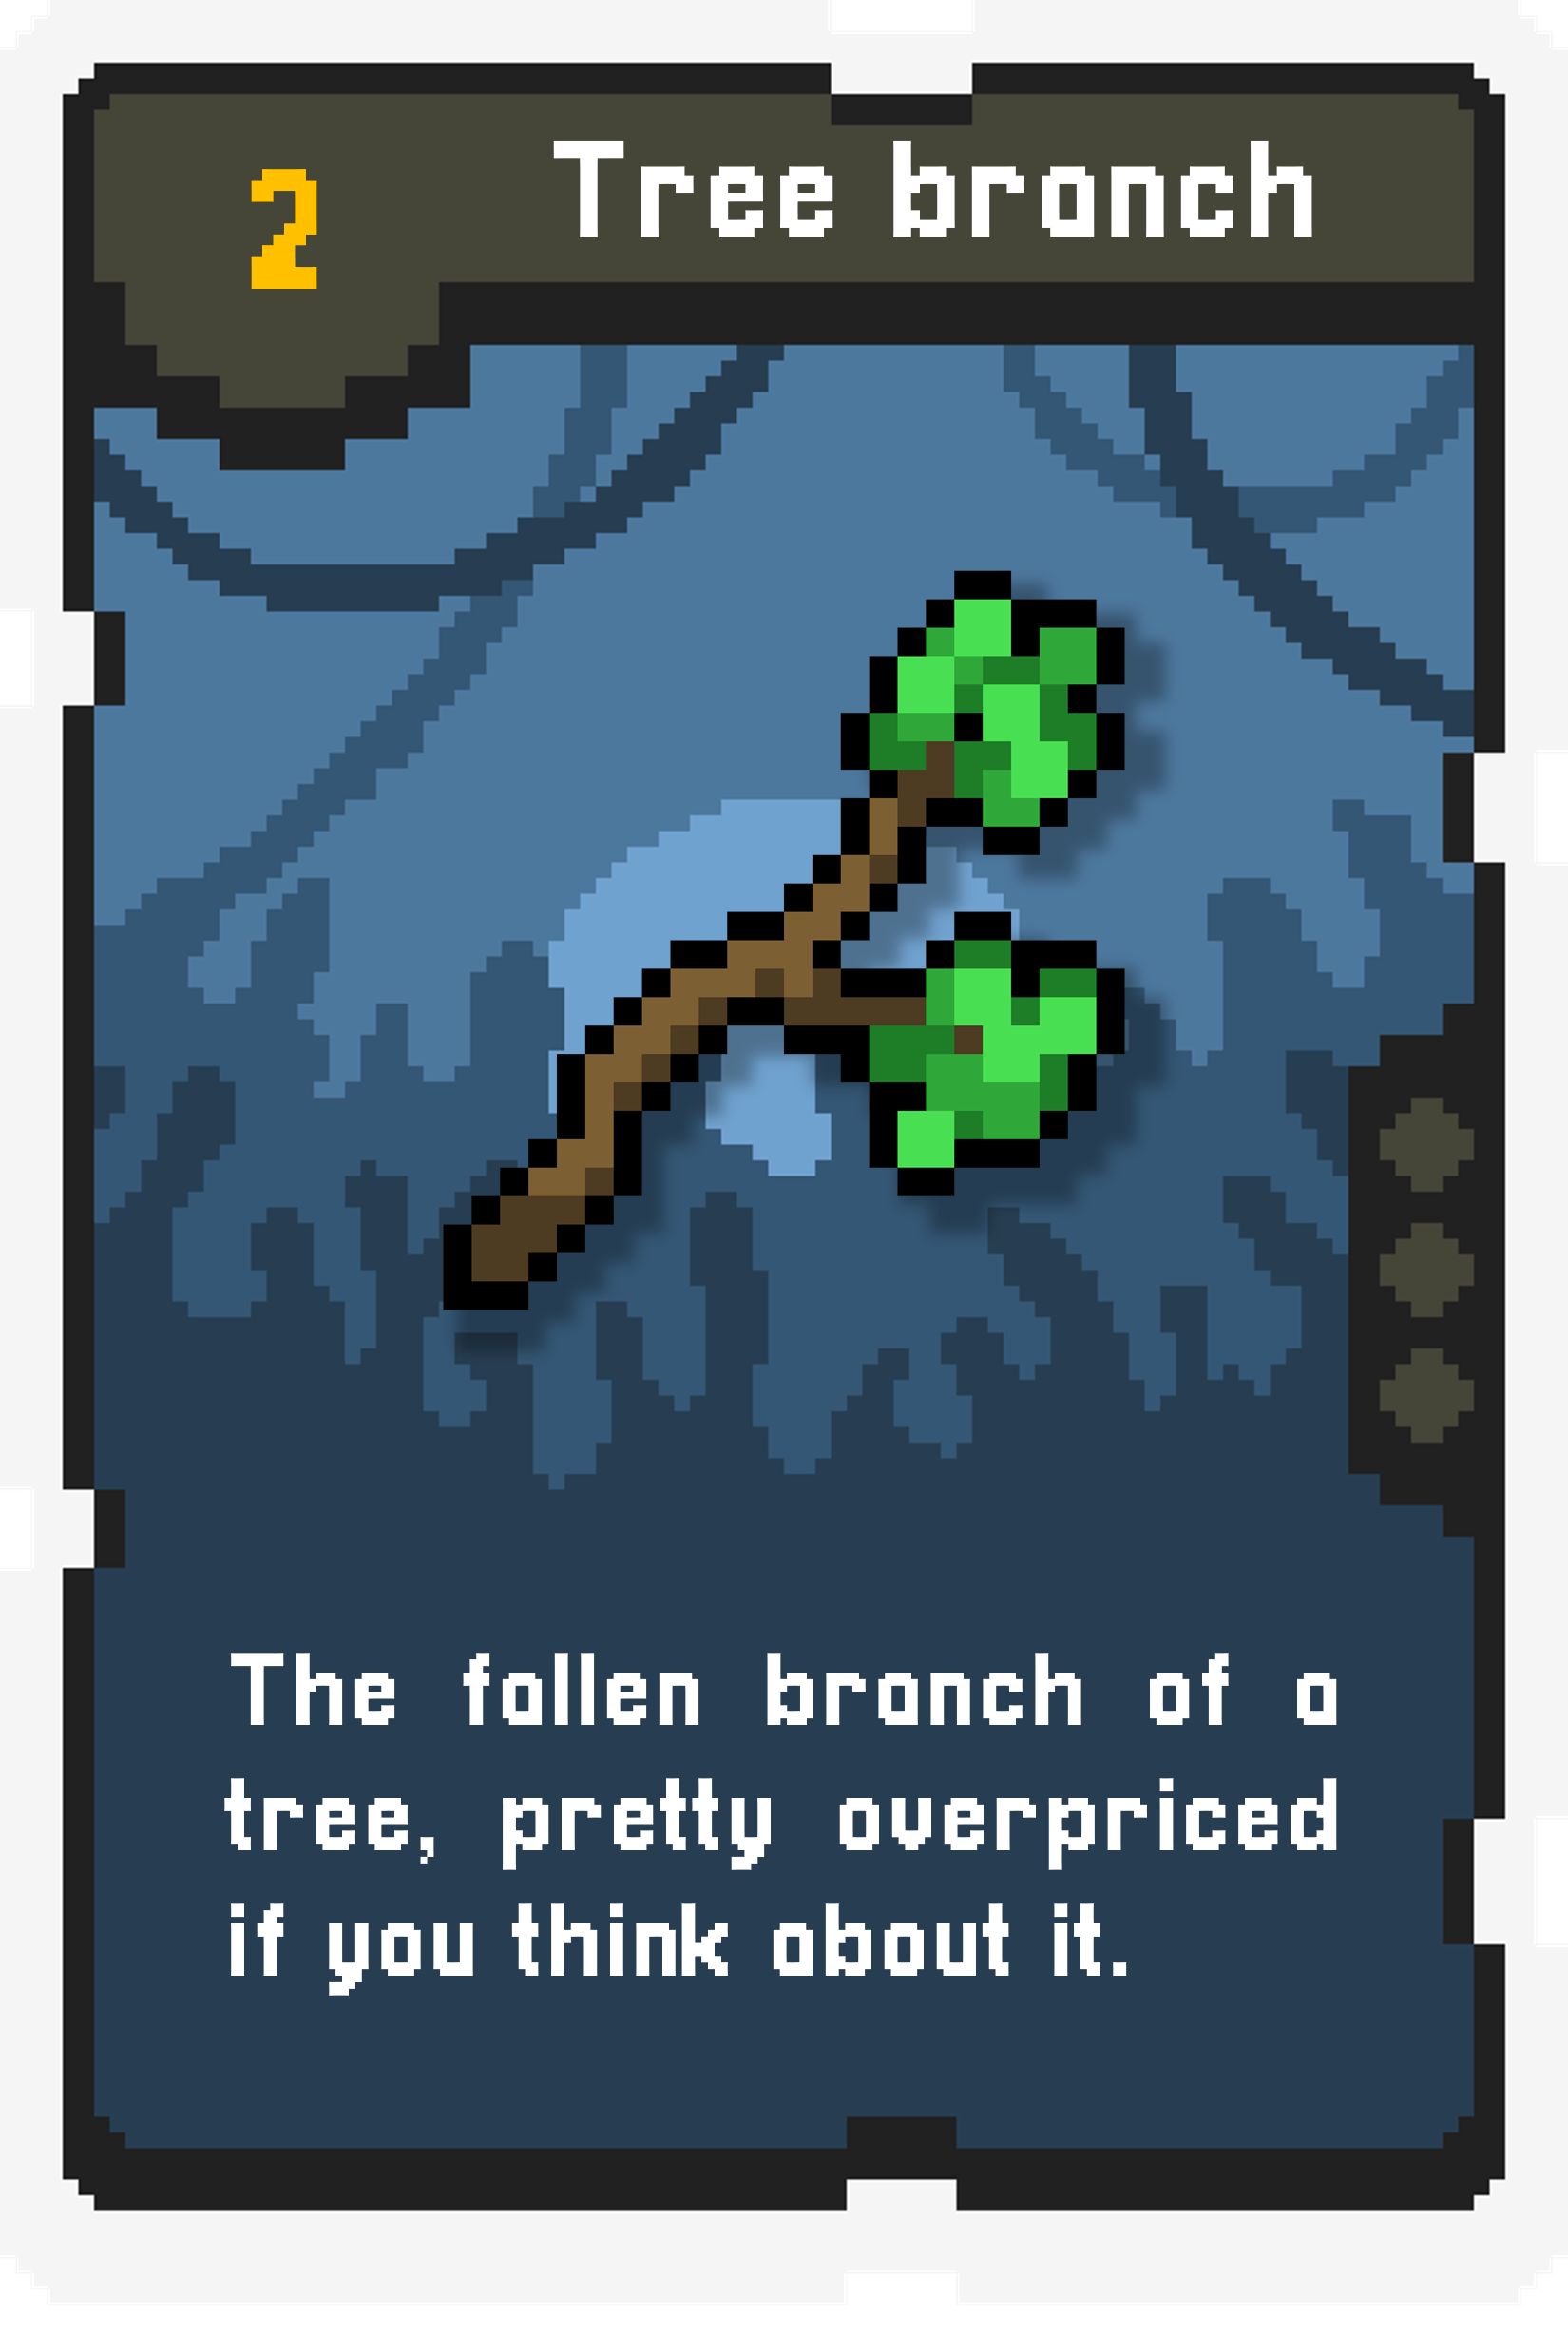 2
Tree branch
The fallen branch of a
tree, pretty overpriced
if you think about it.